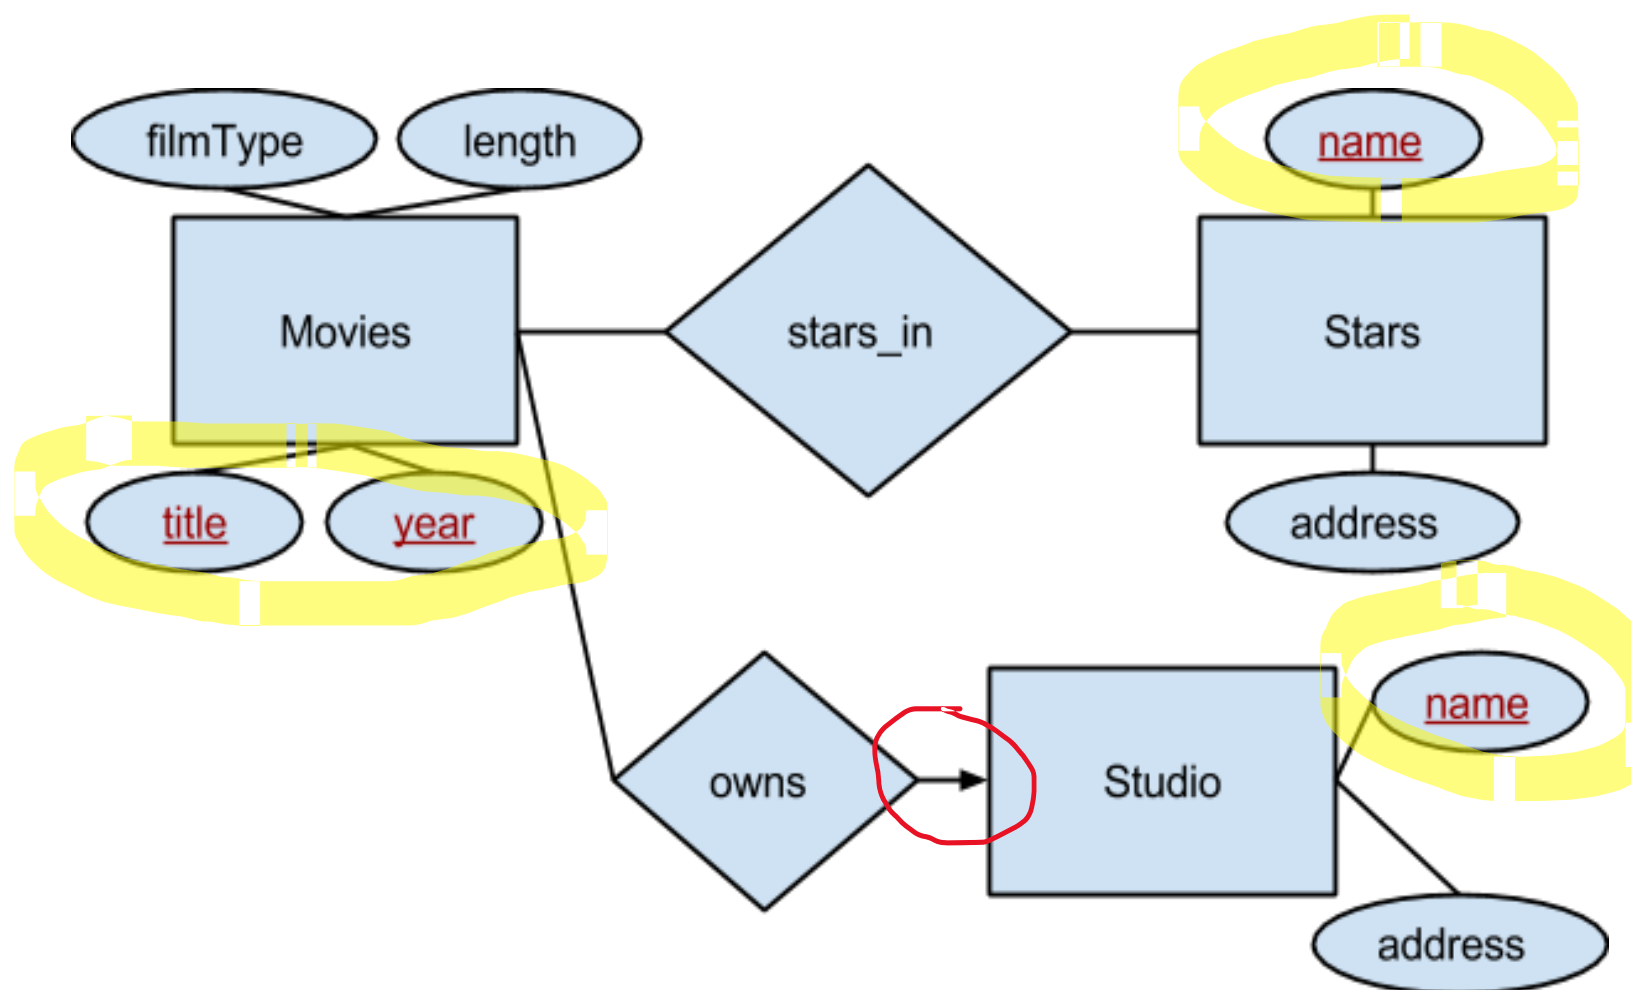 filmType
length
name
Movies
stars_in
Stars
title
year
address
name
owns
Studio
address